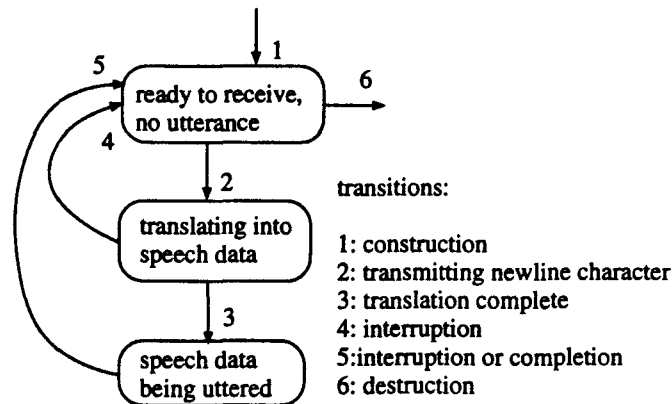 1
5
6
ready to receive,
no utterance
4
2
transitions:
translating into
speech data
1: construction
2: transmitting newline character
3: translation complete
3
4: interruption
speech data
being uttered
5:interruption or completion
6: destruction